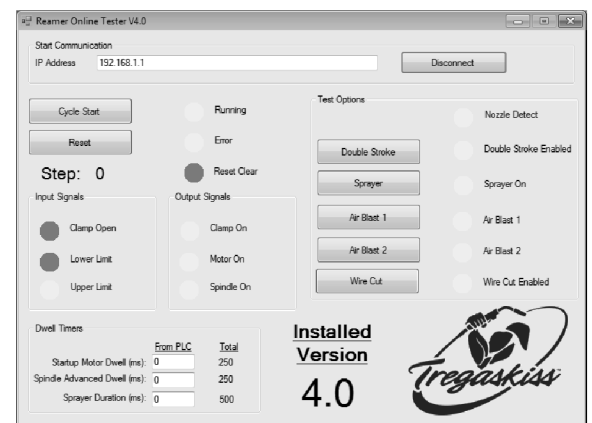 Reamer Online Tester V4.0
Start Communication
IP Address 192.168.1.1 Disconnect
Cycle Start
Reset
Step: 0
Running
Error
Reset Clear
Input Signals
Clamp Open
Lower Limit
Upper Limit
Output Signals
Clamp On
Motor On
Spindle On
Test Options
Nozzle Detect
Double Stroke Double Stroke Enabled
Sprayer Sprayer On
Air Blast 1 Air Blast 1
Air Blast 2 Air Blast 2
Wire Cut Wire Cut Enabled
Dwell Timers
From PLC Total
Startup Motor Dwell (ms): 0 250
Spindle Advanced Dwell (ms): 0 250
Sprayer Duration (ms): 0 500
Installed
Version
4.0
Tregaskiss